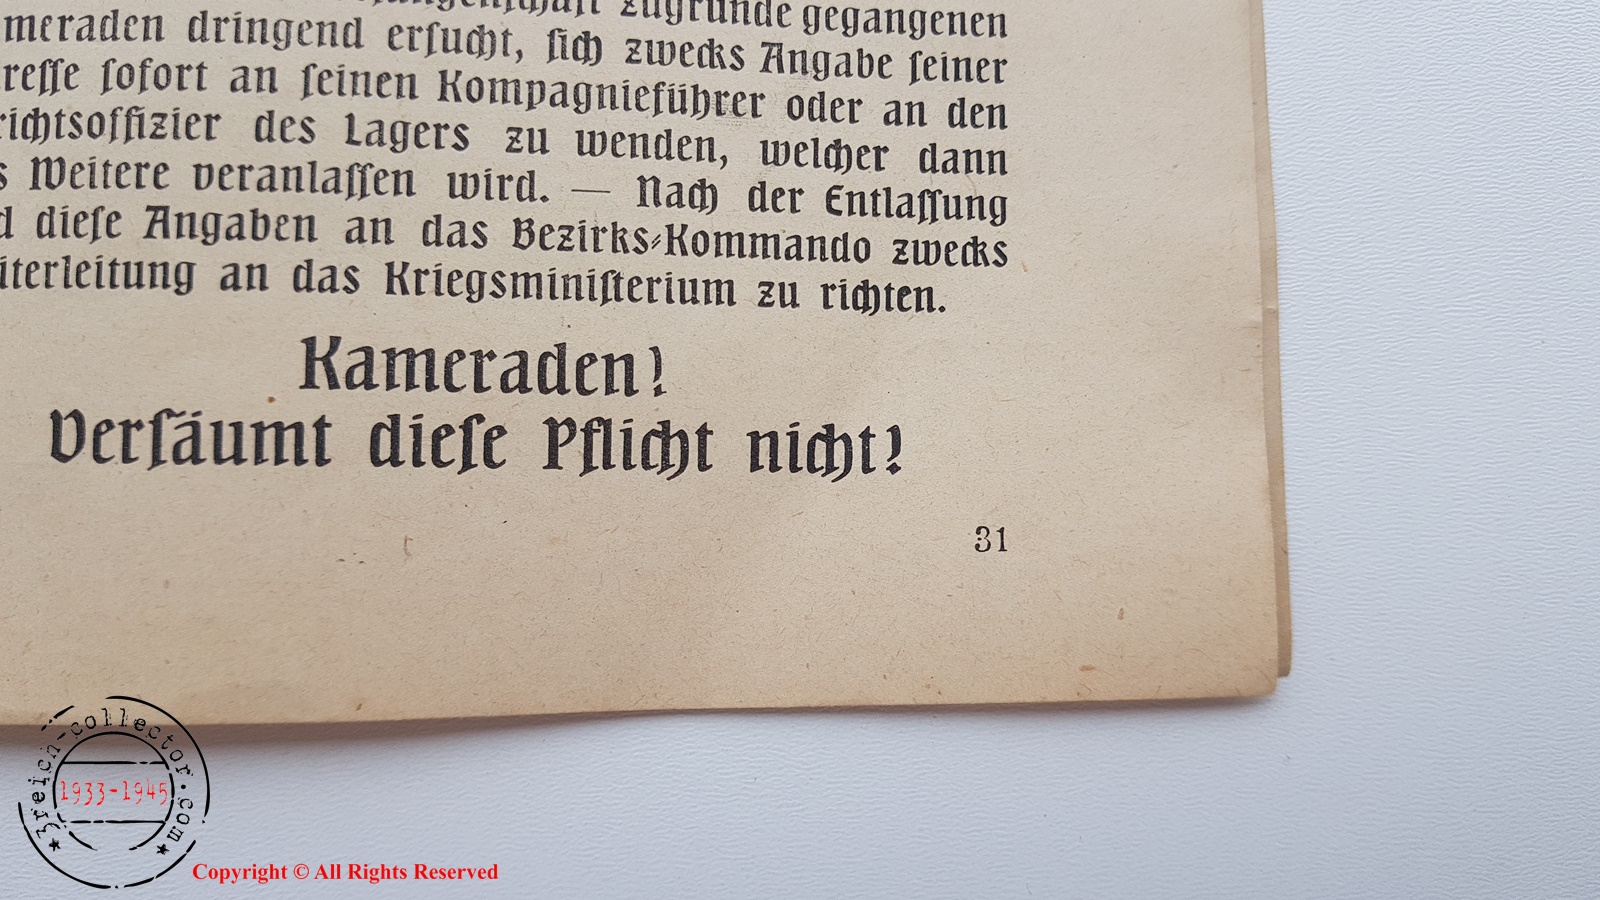 zugrunde gegangenen
meraden dringend erſucht, ſich zwecks Angabe ſeiner
reſſe ſofort an ſeinen Kompagnieführer oder an den
richtsoffizier des Lagers zu wenden, welcher dann
s Weitere veranlaſſen wird. — Nach der Entlaſſung
d dieſe Angaben an das Bezirks⸗Kommando zwecks
iterleitung an das Kriegsminiſterium zu richten.
Kameraden!
Verſäumt dieſe Pflicht nicht!
31
★ 3reich-collector.com ★
1933-1945
Copyright © All Rights Reserved